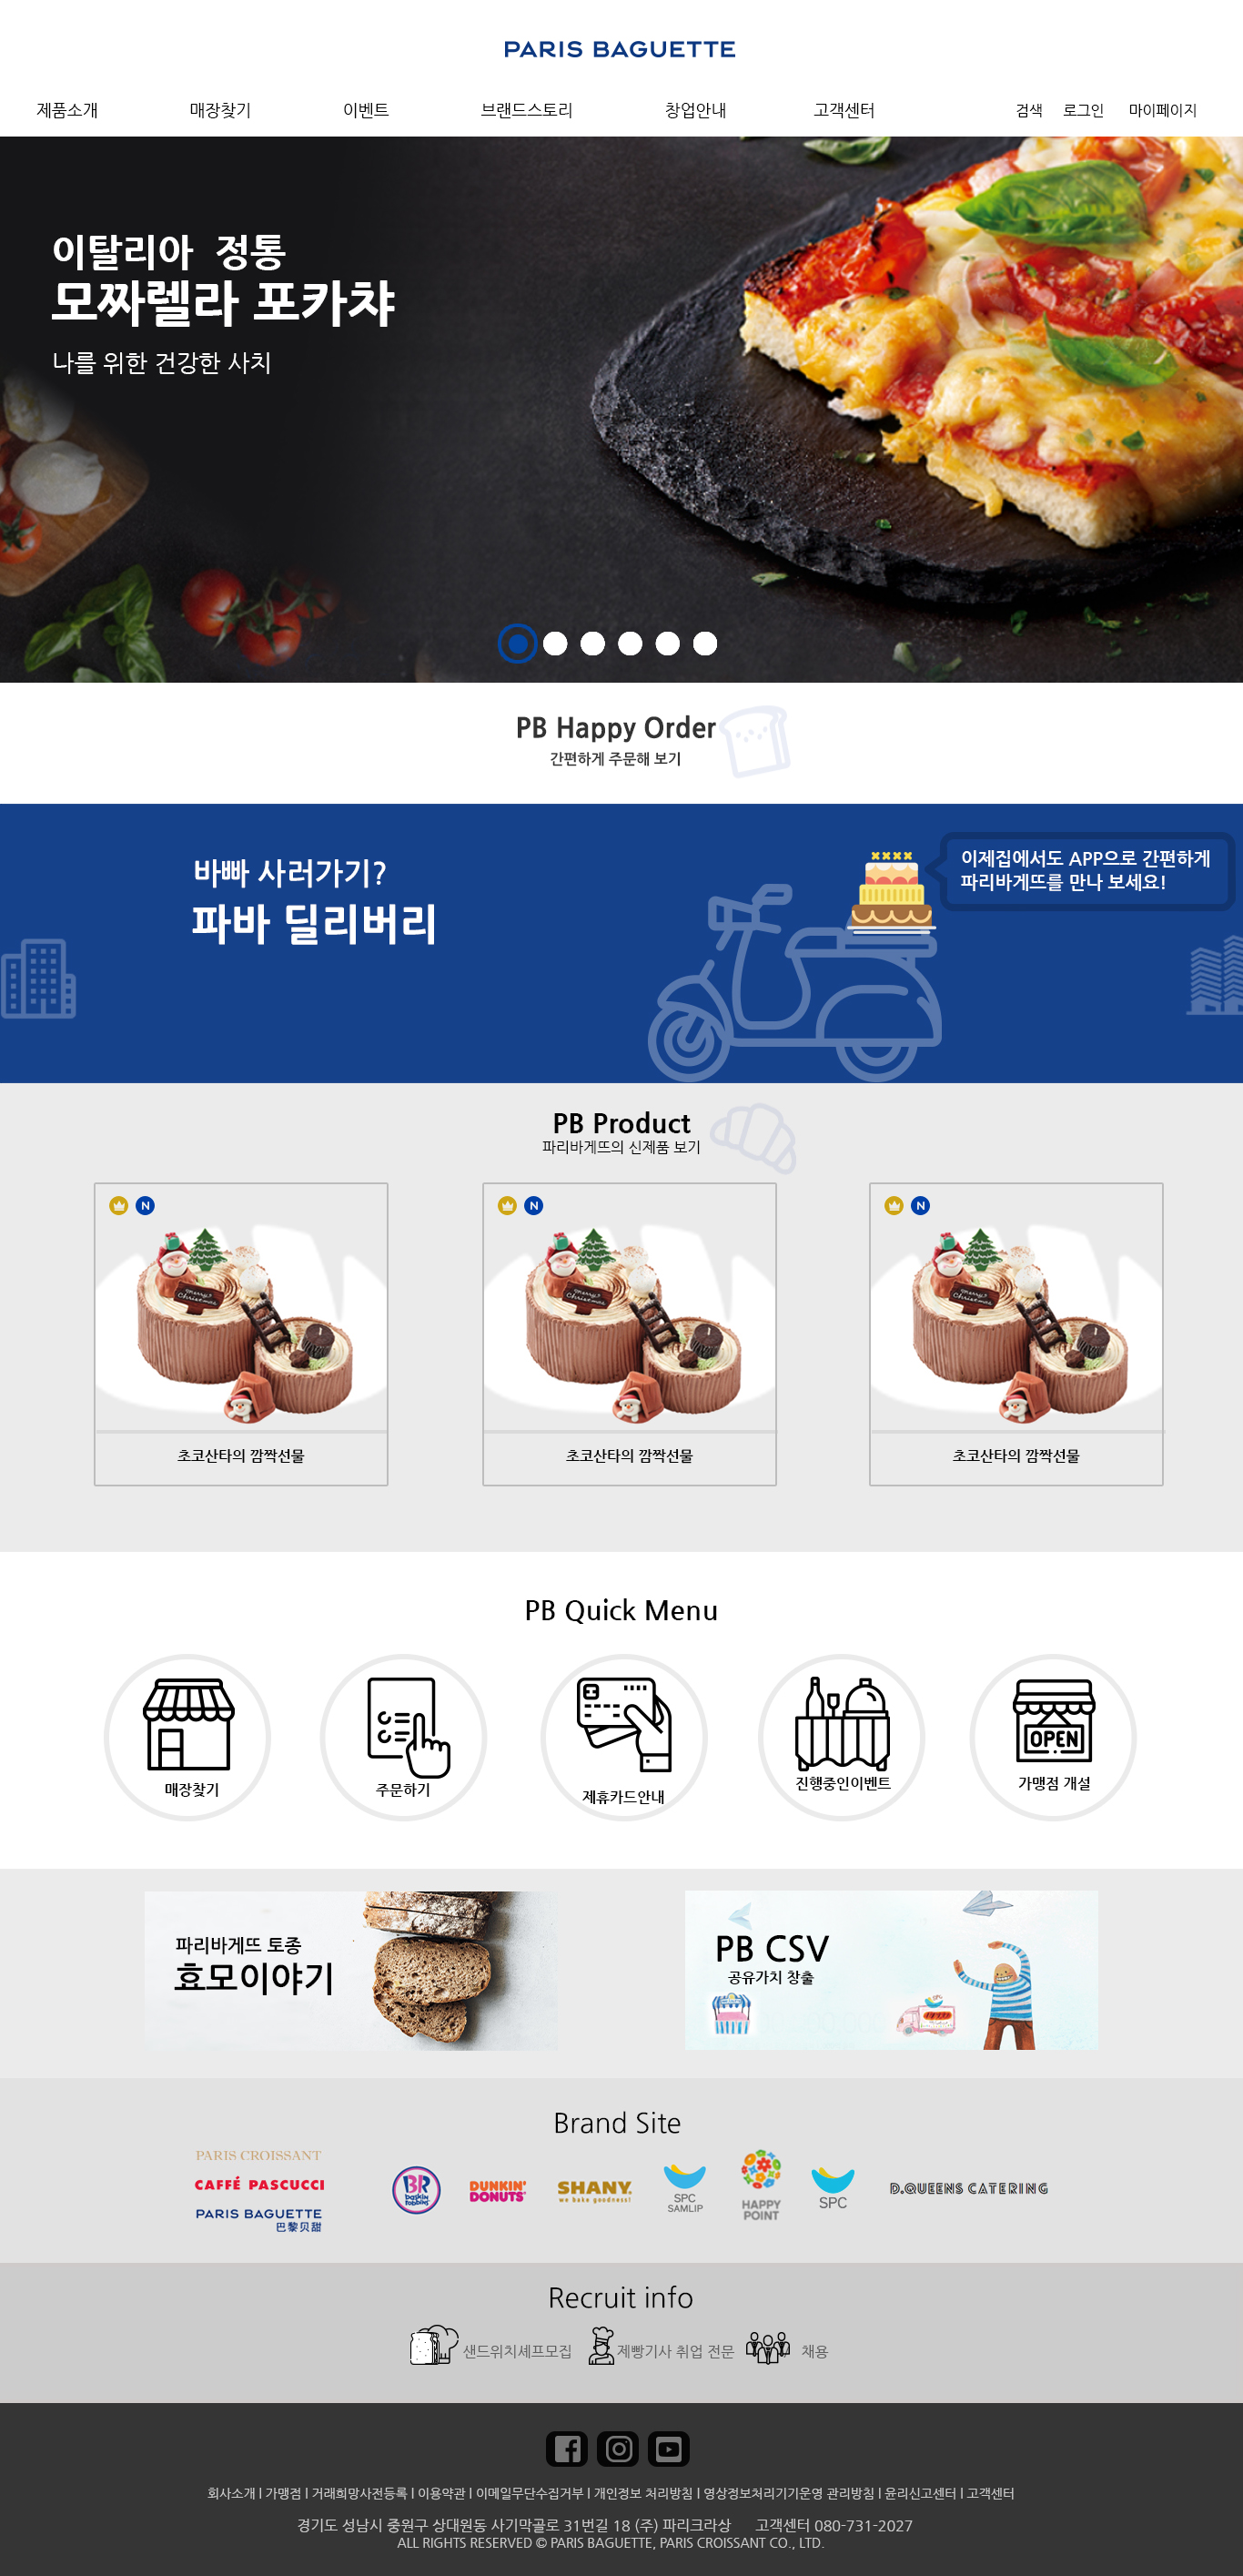 PARIS BAGUETTE
제품소개 매장찾기 이벤트 브랜드스토리 창업안내 고객센터 검색 로그인 마이페이지
이탈리아 정통
모짜렐라 포카챠
나를 위한 건강한 사치
PB Happy Order
간편하게 주문해 보기
바빠 사러가기?
파바 딜리버리
이제집에서도 APP으로 간편하게
파리바게뜨를 만나 보세요!
PB Product
파리바게뜨의 신제품 보기
N N N
merry Christmas merry Christmas merry Christmas
초코산타의 깜짝선물 초코산타의 깜짝선물 초코산타의 깜짝선물
PB Quick Menu
OPEN
매장찾기 주문하기 제휴카드안내 진행중인이벤트 가맹점 개설
파리바게뜨 토종
효모이야기
PB CSV
공유가치 창출
Brand Site
PARIS CROISSANT
CAFFÉ PASCUCCI
PARIS BAGUETTE
巴黎贝甜
BR
baskin robbins
DUNKIN'
DONUTS
SHANY.
we bake goodness!
SPC
SAMLIP
HAPPY
POINT
SPC
D.QUEENS CATERING
Recruit info
샌드위치셰프모집 제빵기사 취업 전문 채용
회사소개 I 가맹점 I 거래희망사전등록 I 이용약관 I 이메일무단수집거부 I 개인정보 처리방침 I 영상정보처리기기운영 관리방침 I 윤리신고센터 I 고객센터
경기도 성남시 중원구 상대원동 사기막골로 31번길 18 (주) 파리크라상 고객센터 080-731-2027
ALL RIGHTS RESERVED © PARIS BAGUETTE, PARIS CROISSANT CO., LTD.